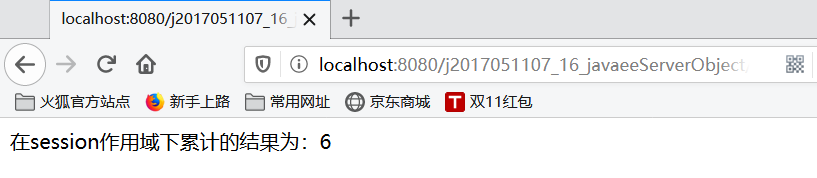 localhost:8080/j2017051107_16_
localhost:8080/j2017051107_16_javaeeServerObject
火狐官方站点 新手上路 常用网址 京东商城 T 双11红包
在session作用域下累计的结果为：6